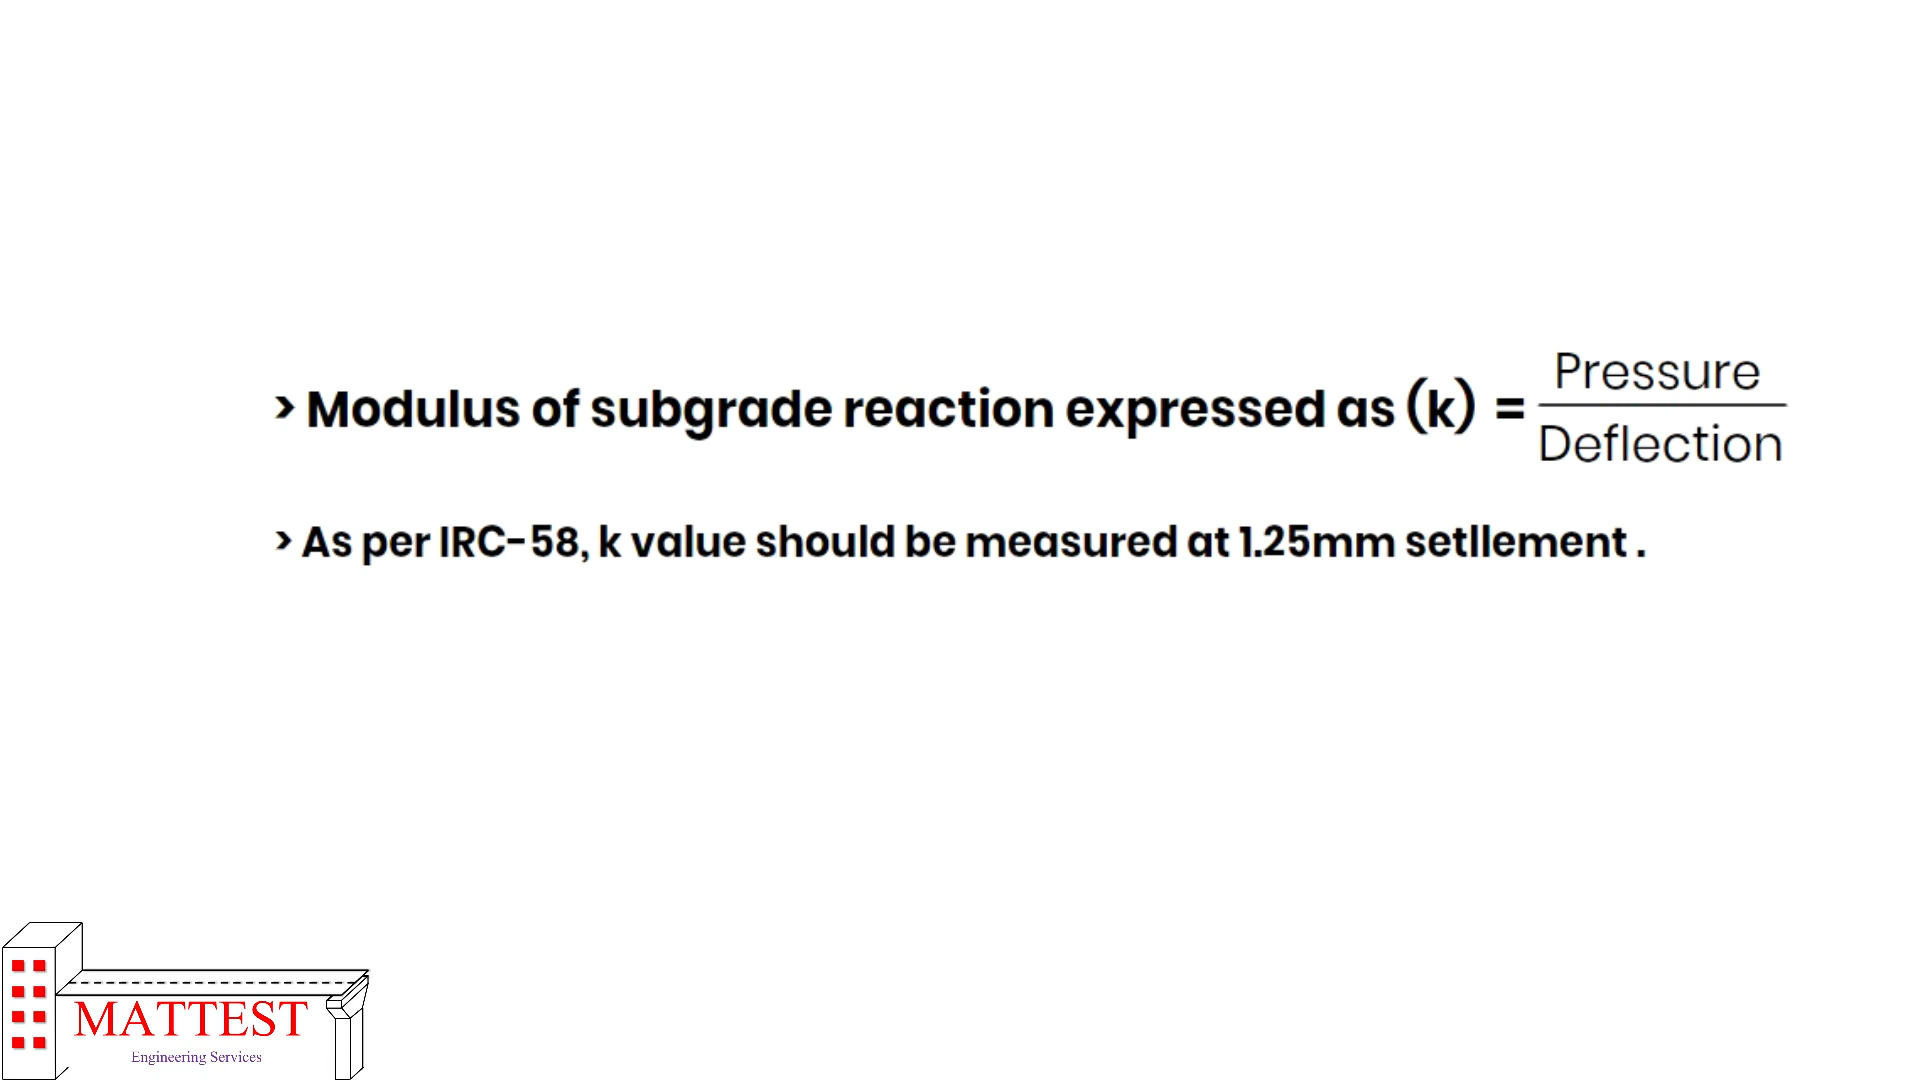 > Modulus of subgrade reaction expressed as (k) = Pressure
Deflection
> As per IRC-58, k value should be measured at 1.25mm setllement .
MATTEST
Engineering Services